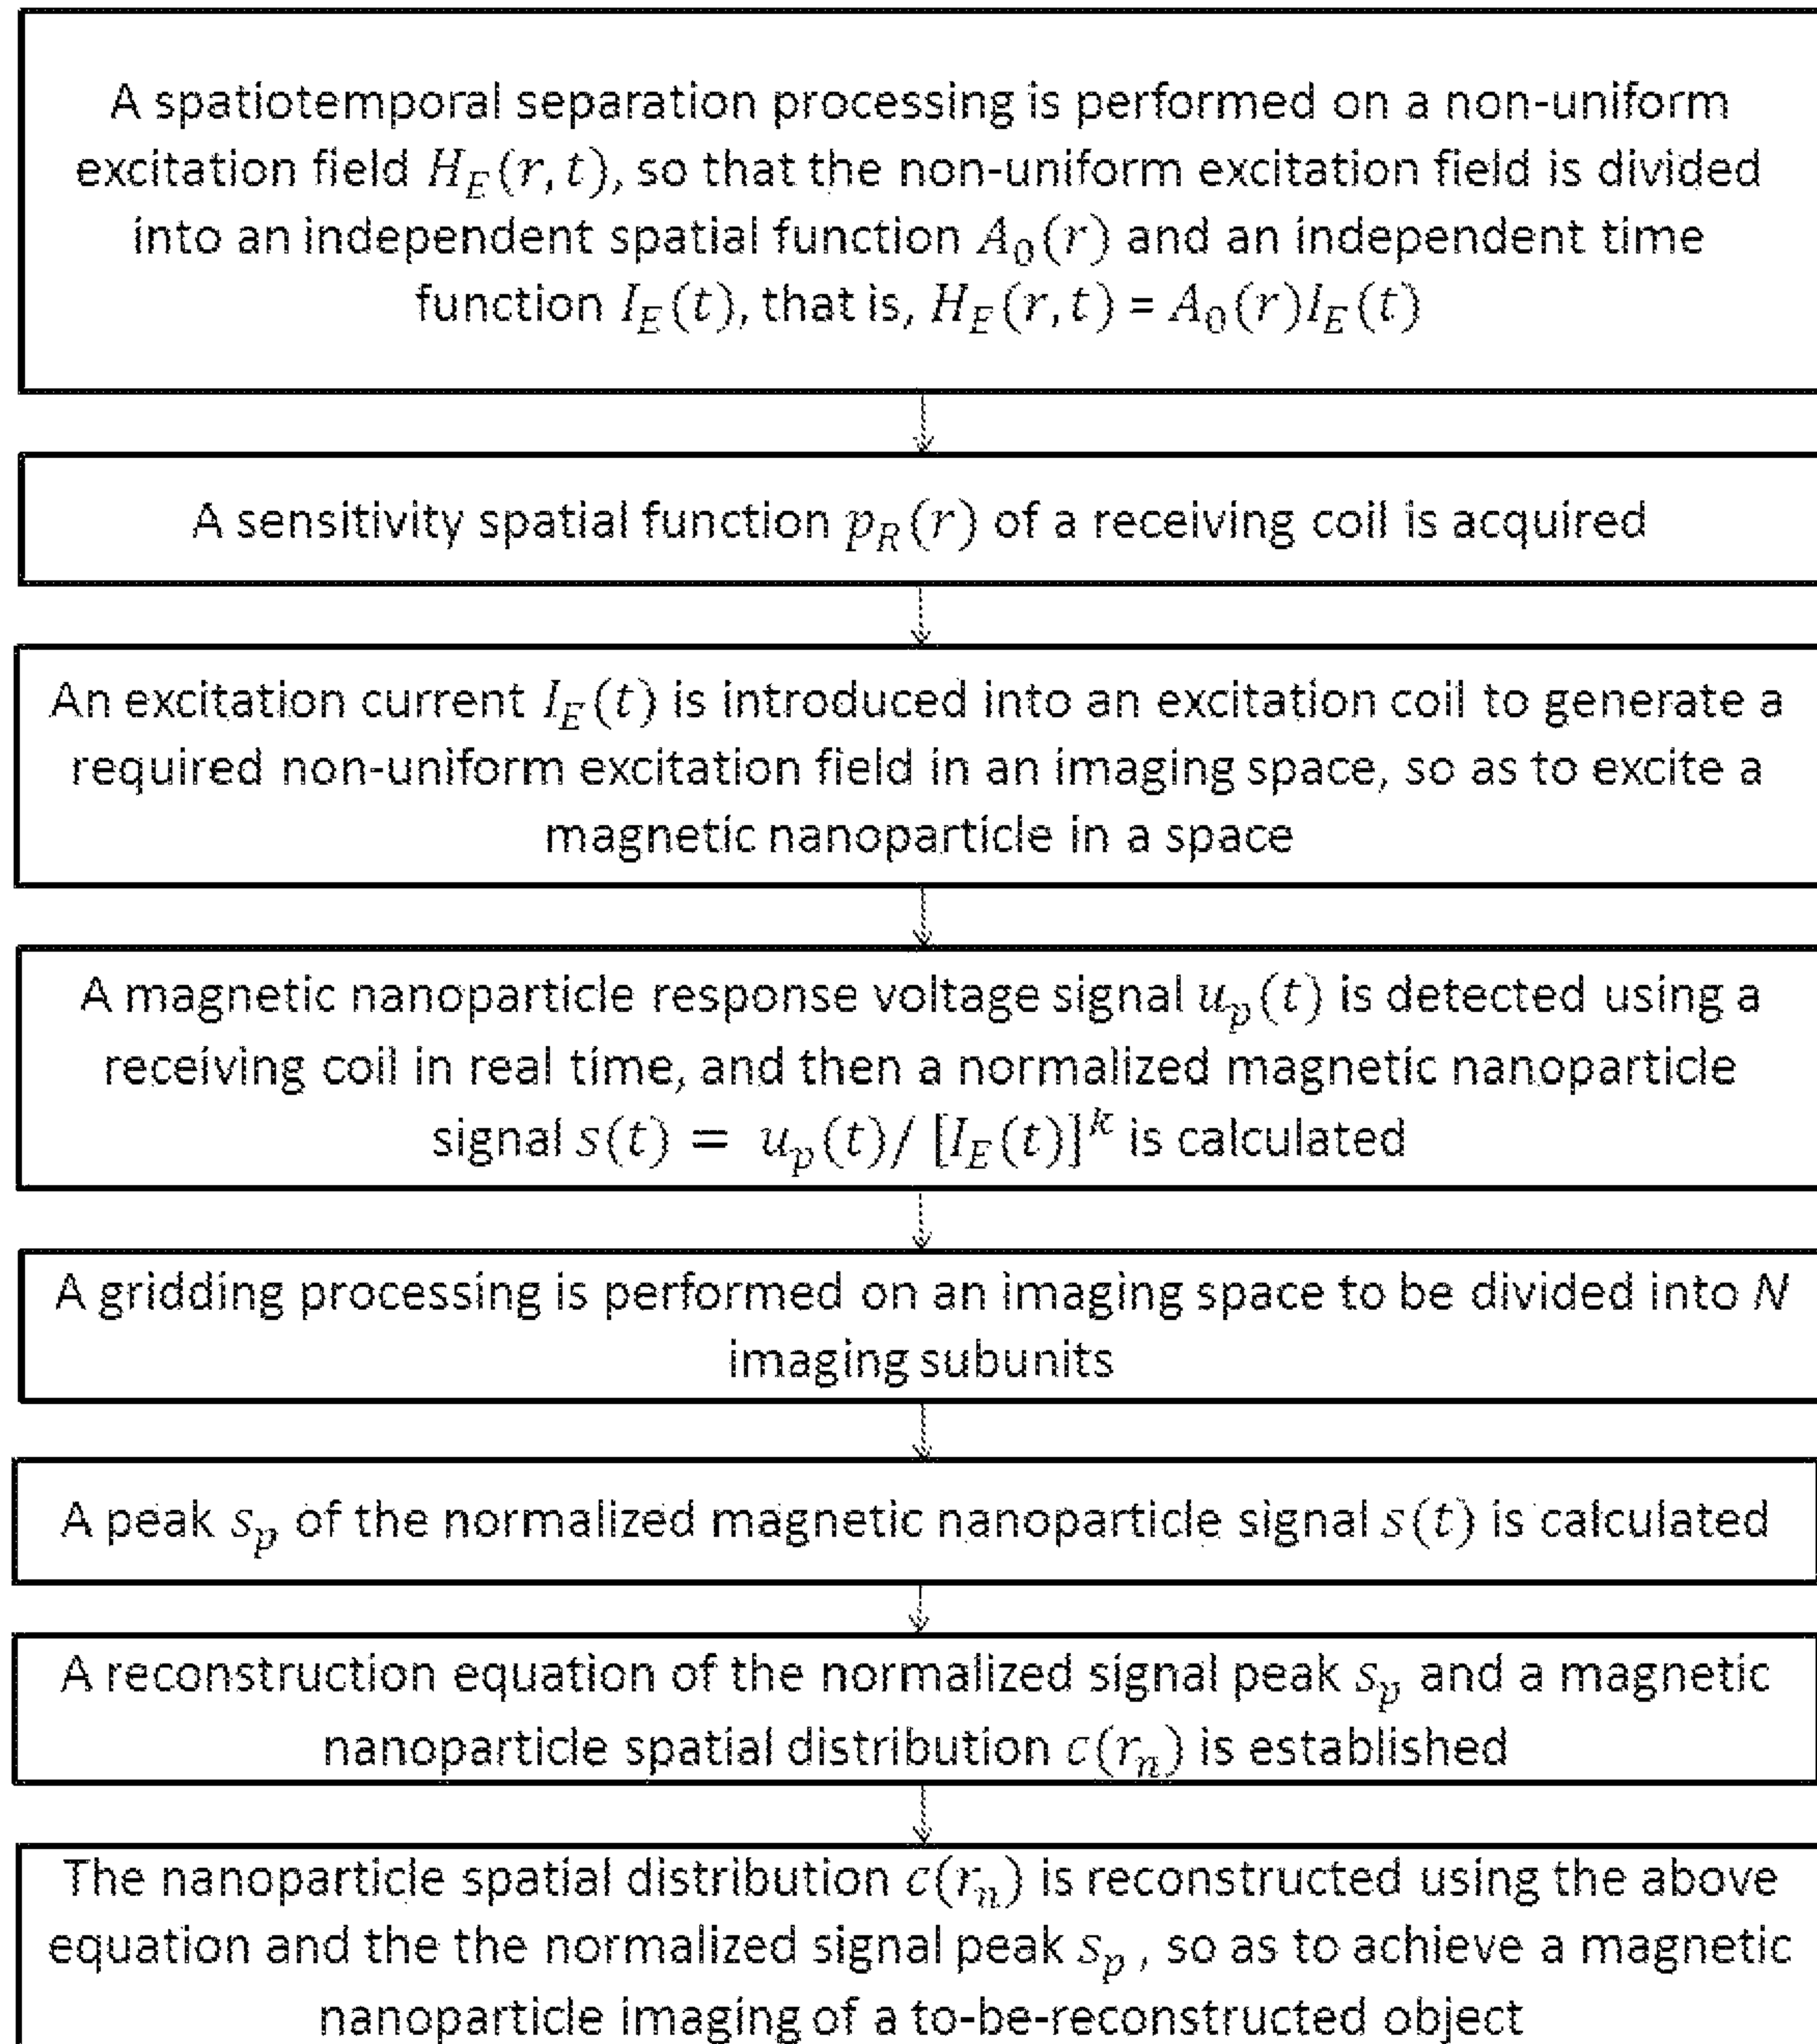 A spatiotemporal separation processing is performed on a non-uniform
excitation field H_E(r, t), so that the non-uniform excitation field is divided
into an independent spatial function A_0(r) and an independent time
function I_E(t), that is, H_E(r, t) = A_0(r)I_E(t)
A sensitivity spatial function p_R(r) of a receiving coil is acquired
An excitation current I_E(t) is introduced into an excitation coil to generate a
required non-uniform excitation field in an imaging space, so as to excite a
magnetic nanoparticle in a space
A magnetic nanoparticle response voltage signal u_p(t) is detected using a
receiving coil in real time, and then a normalized magnetic nanoparticle
signal s(t) = u_p(t)/ [I_E(t)]^k is calculated
A gridding processing is performed on an imaging space to be divided into N
imaging subunits
A peak s_p of the normalized magnetic nanoparticle signal s(t) is calculated
A reconstruction equation of the normalized signal peak s_p and a magnetic
nanoparticle spatial distribution c(r_n) is established
The nanoparticle spatial distribution c(r_n) is reconstructed using the above
equation and the the normalized signal peak s_p , so as to achieve a magnetic
nanoparticle imaging of a to-be-reconstructed object